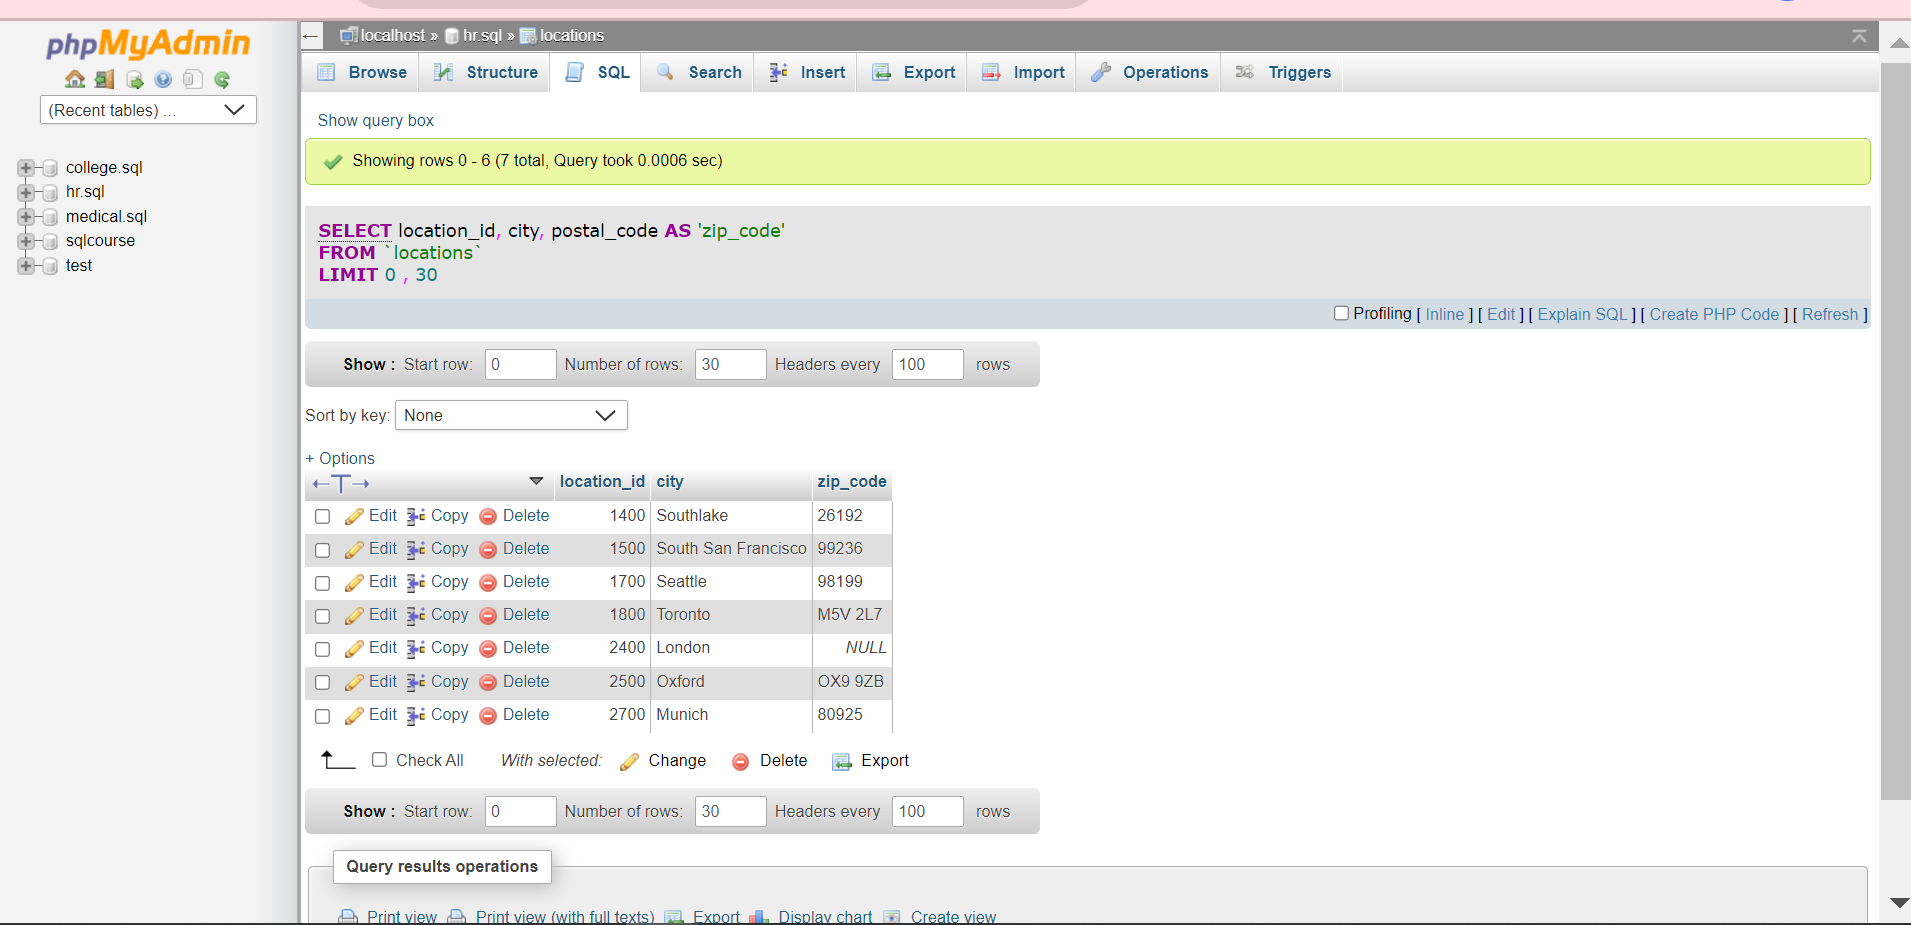 phpMyAdmin
(Recent tables) ...
college.sql
hr.sql
medical.sql
sqlcourse
test
← localhost » hr.sql » locations
Browse Structure SQL Search Insert Export Import Operations Triggers
Show query box
Showing rows 0 - 6 (7 total, Query took 0.0006 sec)
SELECT location_id, city, postal_code AS 'zip_code'
FROM `locations`
LIMIT 0 , 30
Profiling [ Inline ] [ Edit ] [ Explain SQL ] [ Create PHP Code ] [ Refresh ]
Show : Start row: 0 Number of rows: 30 Headers every 100 rows
Sort by key: None
+ Options
←T→ location_id city zip_code
Edit Copy Delete 1400 Southlake 26192
Edit Copy Delete 1500 South San Francisco 99236
Edit Copy Delete 1700 Seattle 98199
Edit Copy Delete 1800 Toronto M5V 2L7
Edit Copy Delete 2400 London NULL
Edit Copy Delete 2500 Oxford OX9 9ZB
Edit Copy Delete 2700 Munich 80925
Check All With selected: Change Delete Export
Show : Start row: 0 Number of rows: 30 Headers every 100 rows
Query results operations
Print view Print view (with full texts) Export Display chart Create view